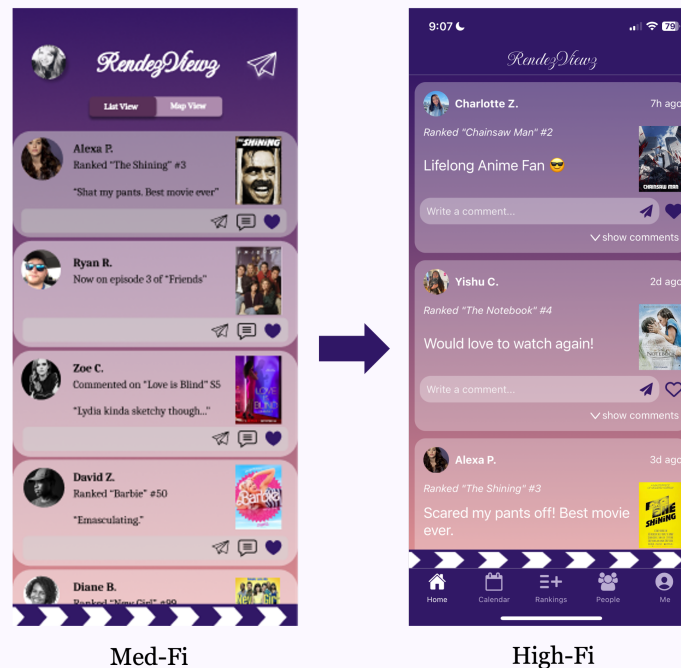 RendezViewz
List View Map View
Alexa P.
Ranked "The Shining" #3
"Shat my pants. Best movie ever"
SHINING
Ryan R.
Now on episode 3 of "Friends"
Zoe C.
Commented on "Love is Blind" S5
"Lydia kinda sketchy though..."
LOVE IS BLIND
David Z.
Ranked "Barbie" #50
"Emasculating."
Barbie
Diane B.
Ranked "New Girl" #99
Med-Fi
9:07 79
RendezViewz
Charlotte Z. 7h ago
Ranked "Chainsaw Man" #2
Lifelong Anime Fan 😎
CHAINSAW MAN
Write a comment...
show comments
Yishu C. 2d ago
Ranked "The Notebook" #4
Would love to watch again!
Write a comment...
show comments
Alexa P. 3d ago
Ranked "The Shining" #3
Scared my pants off! Best movie
ever.
THE
SHiNiNG
Home Calendar Rankings People Me
High-Fi